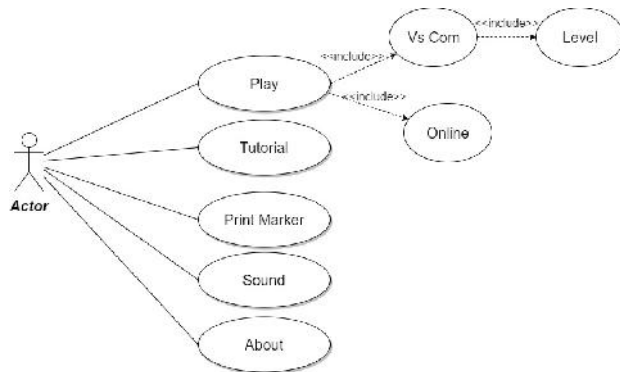 <<include>>
Vs Com
Level
<<include>>
Play
<<include>>
Online
Tutorial
Actor
Print Marker
Sound
About